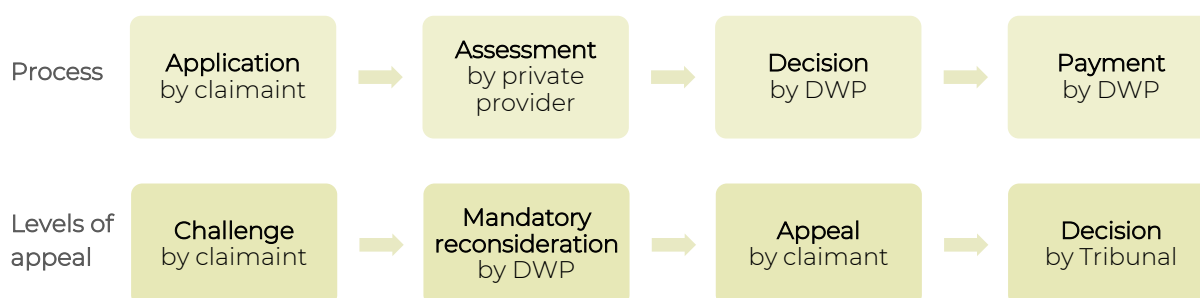 Process
Application
by claimaint
Assessment
by private
provider
Decision
by DWP
Payment
by DWP
Levels of
appeal
Challenge
by claimaint
Mandatory
reconsideration
by DWP
Appeal
by claimant
Decision
by Tribunal